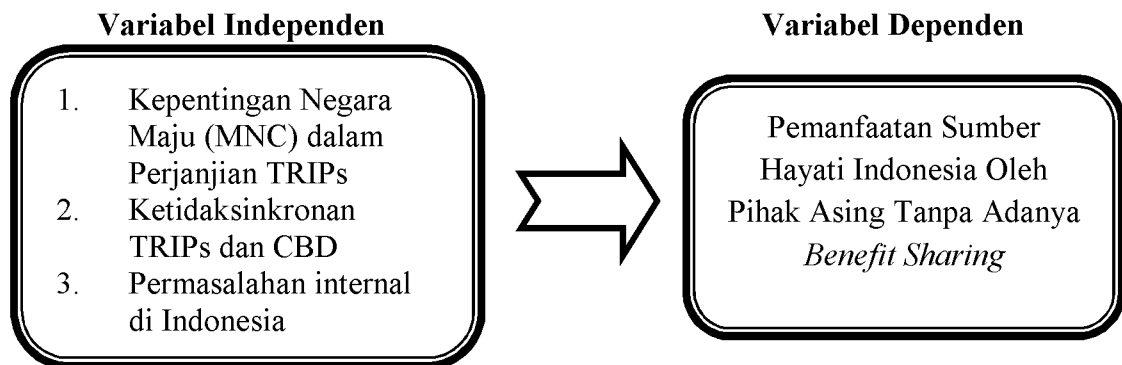 Variabel Independen
1. Kepentingan Negara
Maju (MNC) dalam
Perjanjian TRIPs
2. Ketidaksinkronan
TRIPs dan CBD
3. Permasalahan internal
di Indonesia
Variabel Dependen
Pemanfaatan Sumber
Hayati Indonesia Oleh
Pihak Asing Tanpa Adanya
Benefit Sharing